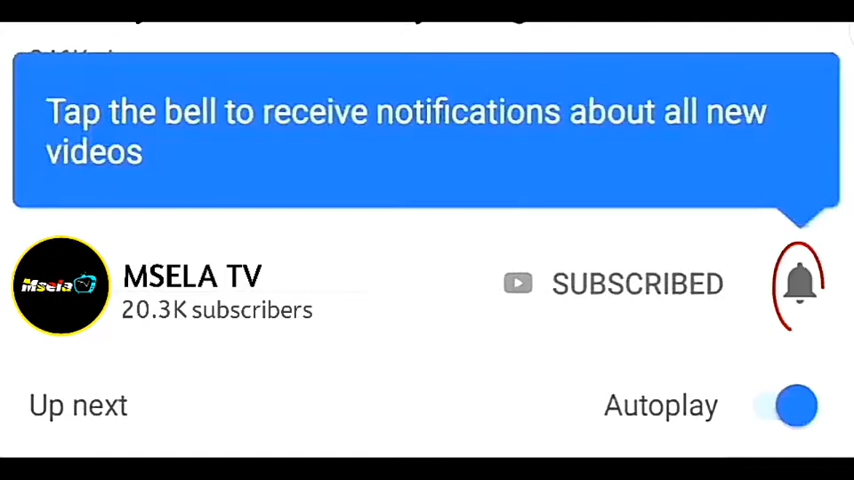 Tap the bell to receive notifications about all new
videos
Msela
MSELA TV
SUBSCRIBED
20.3K subscribers
Up next
Autoplay